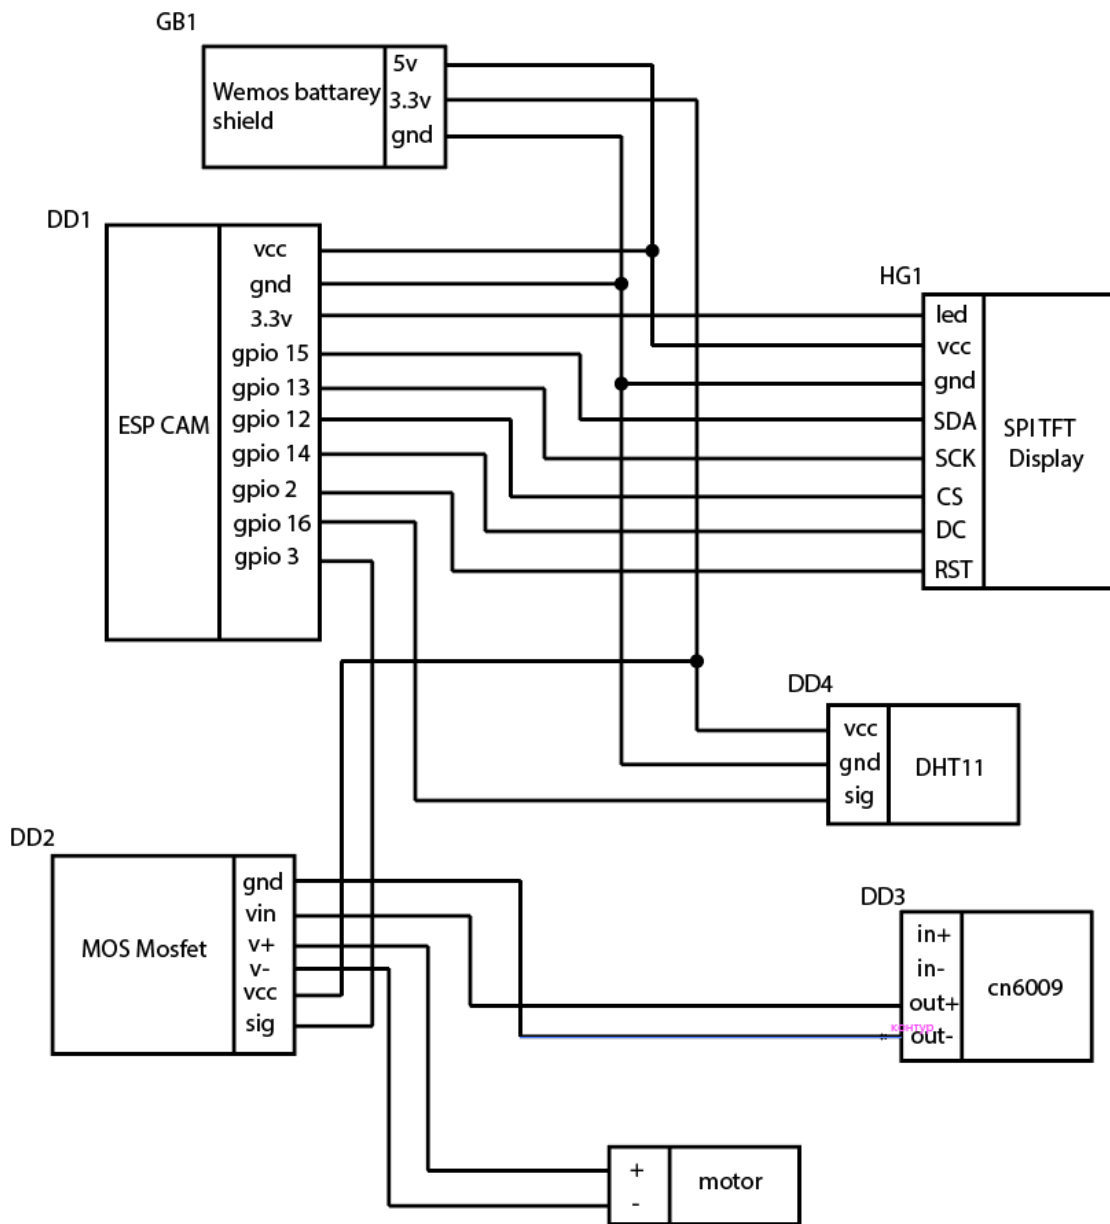 GB1
Wemos battarey
shield
5v
3.3v
gnd
DD1
ESP CAM
vcc
gnd
3.3v
gpio 15
gpio 13
gpio 12
gpio 14
gpio 2
gpio 16
gpio 3
HG1
led
vcc
gnd
SDA
SCK
CS
DC
RST
SPI TFT
Display
DD4
vcc
gnd
sig
DHT11
DD2
MOS Mosfet
gnd
vin
v+
v-
vcc
sig
DD3
in+
in-
out+
контур
out-
cn6009
+
-
motor